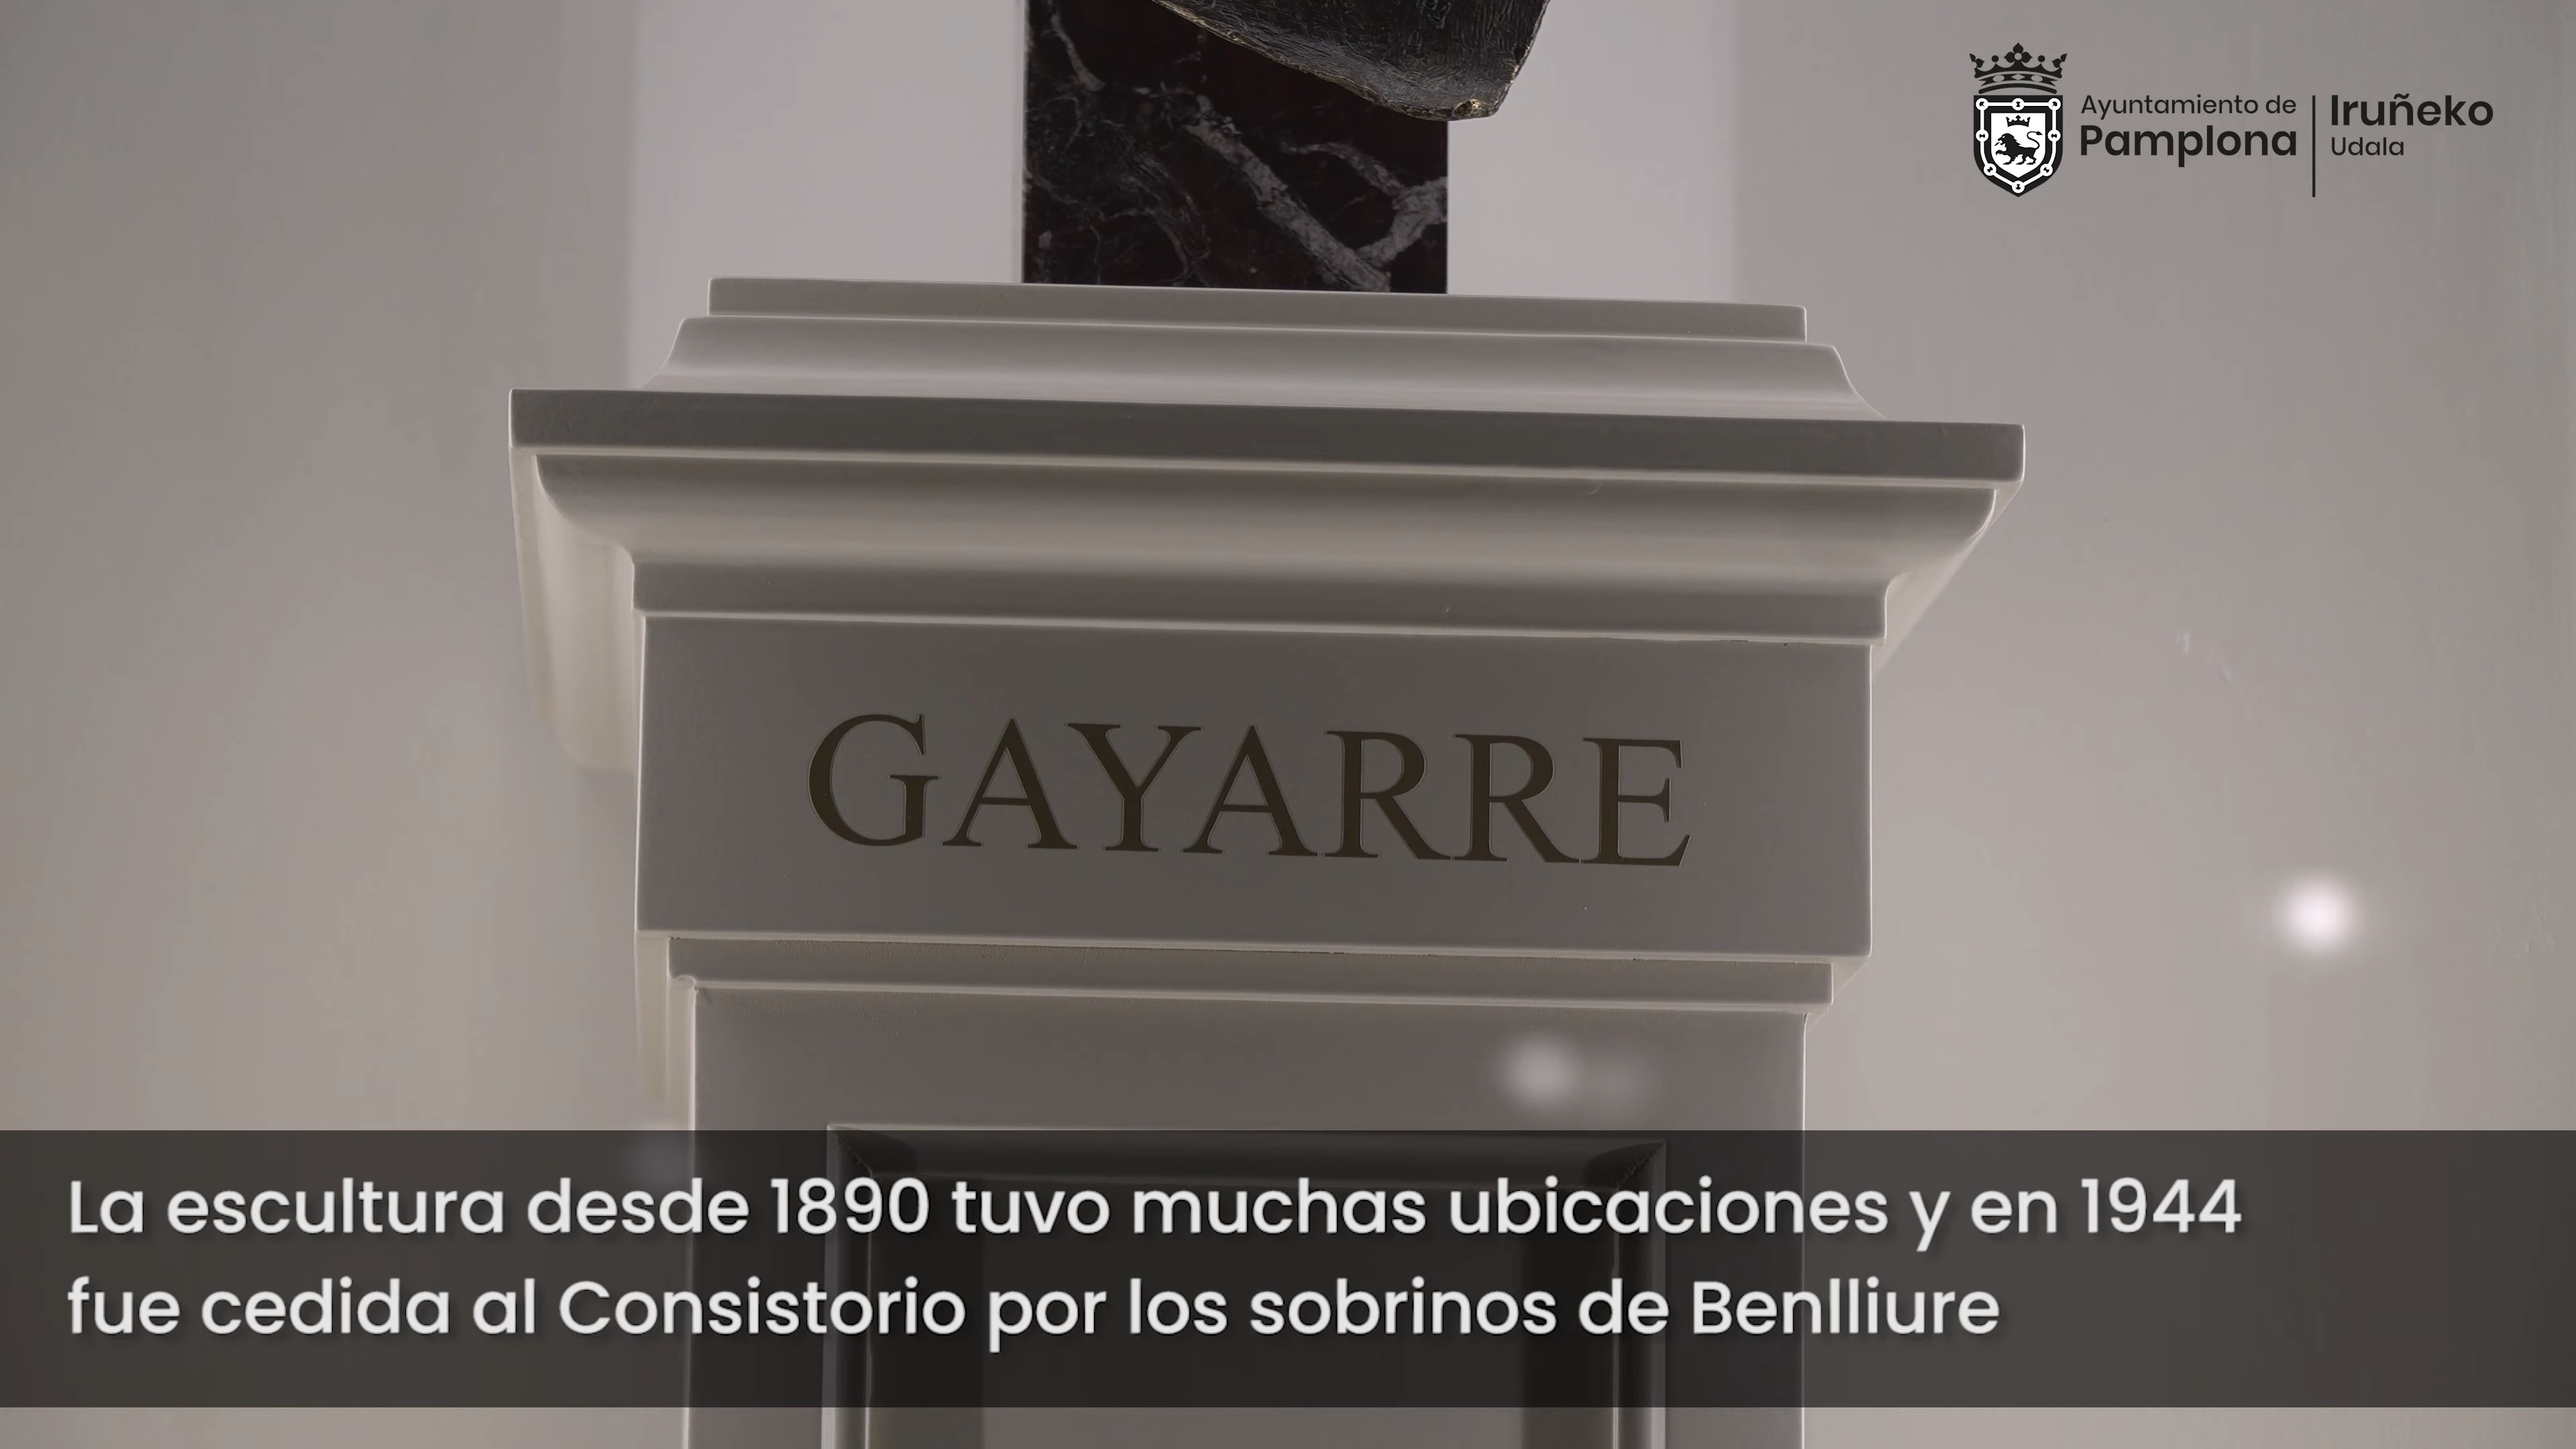 Ayuntamiento de
Pamplona
Iruñeko
Udala
GAYARRE
La escultura desde 1890 tuvo muchas ubicaciones y en 1944
fue cedida al Consistorio por los sobrinos de Benlliure